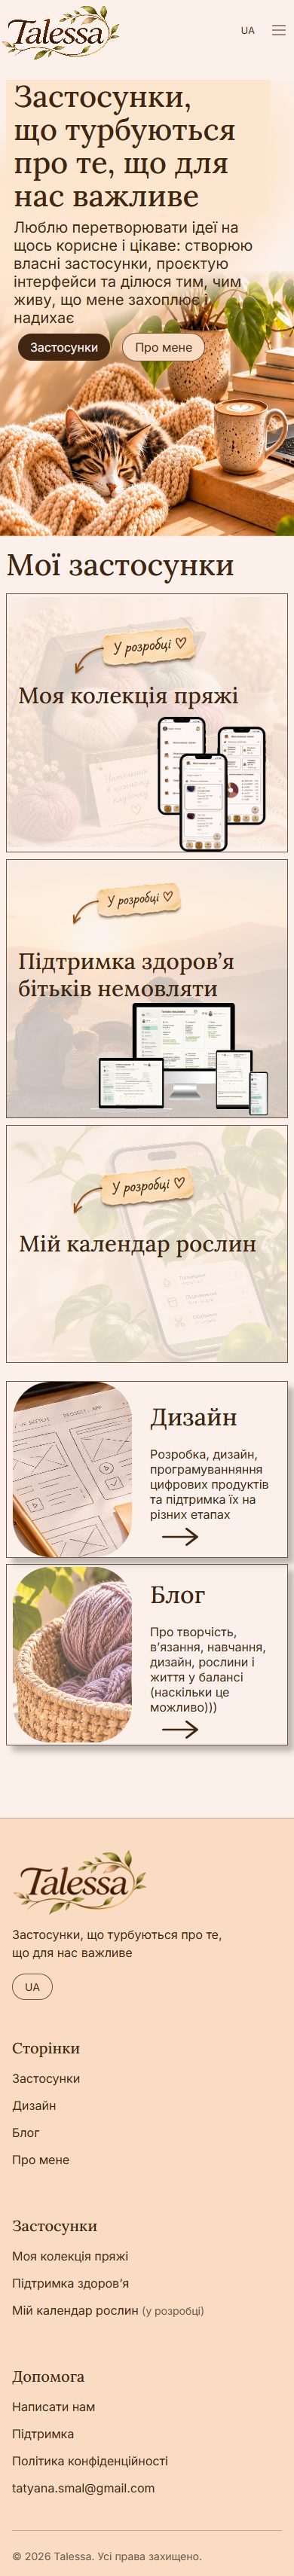 Talessa
UA
Застосунки,
що турбуються
про те, що для
нас важливе
Люблю перетворювати ідеї на
щось корисне і цікаве: створюю
власні застосунки, проєктую
інтерфейси та ділюся тим, чим
живу, що мене захоплює і
надихає
Застосунки
Про мене
Мої застосунки
У розробці ♡
Моя колекція пряжі
У розробці ♡
Підтримка здоров’я
бітьків немовляти
У розробці ♡
Мій календар рослин
Дизайн
Розробка, дизайн,
програмуванняння
цифрових продуктів
та підтримка їх на
різних етапах
Блог
Про творчість,
в’язання, навчання,
дизайн, рослини і
життя у балансі
(наскільки це
можливо)))
Talessa
Застосунки, що турбуються про те,
що для нас важливе
UA
Сторінки
Застосунки
Дизайн
Блог
Про мене
Застосунки
Моя колекція пряжі
Підтримка здоров’я
Мій календар рослин (у розробці)
Допомога
Написати нам
Підтримка
Політика конфіденційності
tatyana.smal@gmail.com
© 2026 Talessa. Усі права захищено.